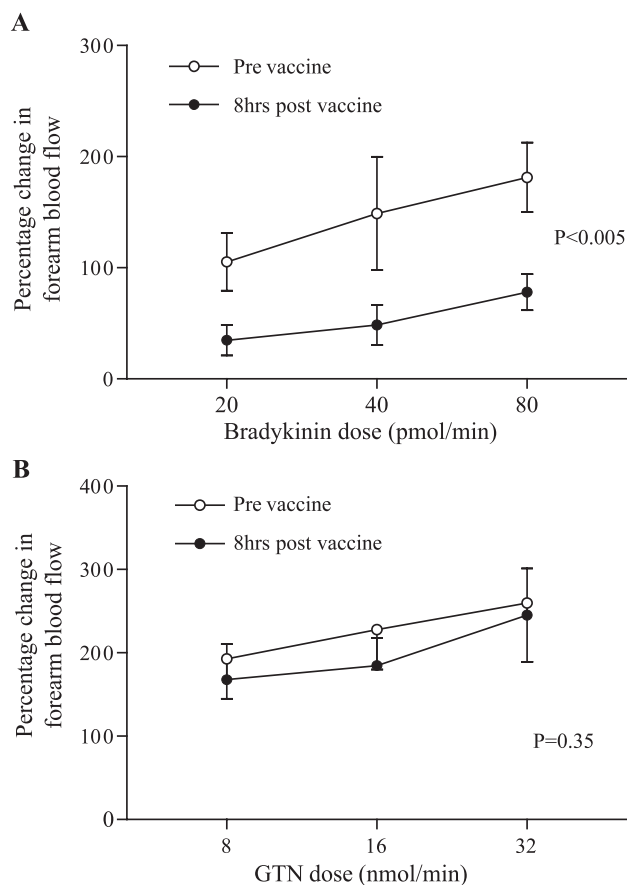 A
300
200
100
0
Percentage change in
forearm blood flow
Pre vaccine
8hrs post vaccine
P<0.005
20 40 80
Bradykinin dose (pmol/min)
B
400
300
200
100
0
Percentage change in
forearm blood flow
Pre vaccine
8hrs post vaccine
P=0.35
8 16 32
GTN dose (nmol/min)